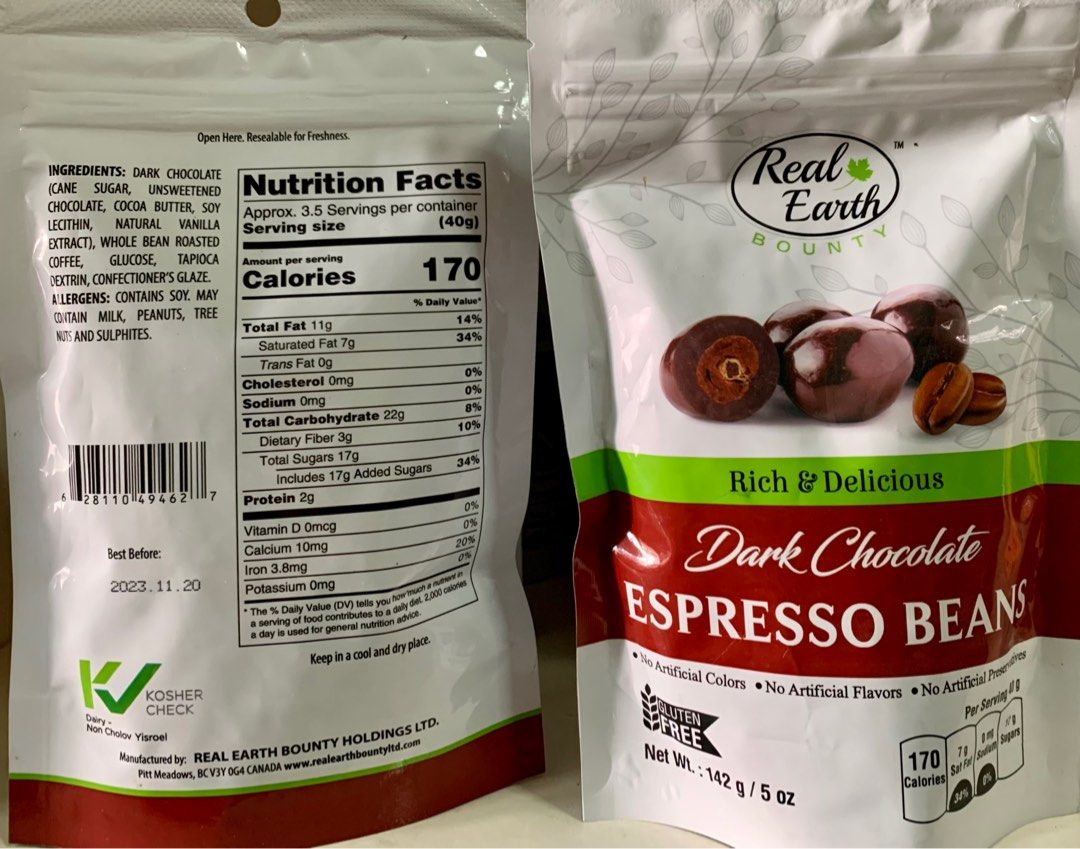 Open Here. Resealable for Freshness.
INGREDIENTS: DARK CHOCOLATE
(CANE SUGAR, UNSWEETENED
CHOCOLATE, COCOA BUTTER, SOY
LECITHIN, NATURAL VANILLA
EXTRACT), WHOLE BEAN ROASTED
COFFEE, GLUCOSE, TAPIOCA
DEXTRIN, CONFECTIONER'S GLAZE.
ALLERGENS: CONTAINS SOY. MAY
CONTAIN MILK, PEANUTS, TREE
NUTS AND SULPHITES.
Nutrition Facts
Approx. 3.5 Servings per container
Serving size (40g)
Amount per serving
Calories 170
% Daily Value*
Total Fat 11g 14%
Saturated Fat 7g 34%
Trans Fat 0g
Cholesterol 0mg 0%
Sodium 0mg 0%
Total Carbohydrate 22g 8%
Dietary Fiber 3g 10%
Total Sugars 17g
Includes 17g Added Sugars 34%
Protein 2g
Vitamin D 0mcg 0%
Calcium 10mg 0%
Iron 3.8mg 20%
Potassium 0mg 0%
* The % Daily Value (DV) tells you how much a nutrient in
a serving of food contributes to a daily diet. 2,000 calories
a day is used for general nutrition advice.
Keep in a cool and dry place.
6 28110 49462 7
Best Before:
2023.11.20
KOSHER
CHECK
Dairy -
Non Cholov Yisroel
Manufactured by: REAL EARTH BOUNTY HOLDINGS LTD.
Pitt Meadows, BC V3Y 0G4 CANADA www.realearthbountyltd.com
Real
Earth
TM
BOUNTY
Rich & Delicious
Dark Chocolate
ESPRESSO BEANS
• No Artificial Colors • No Artificial Flavors • No Artificial Preservatives
GLUTEN
FREE
Net Wt. : 142 g / 5 oz
Per Serving 40 g
170
Calories
7 g
Sat Fat
34%
0 mg
Sodium
0%
17 g
Sugars